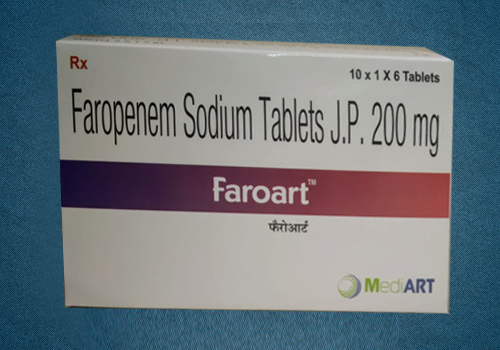 Rx
10 x 1 X 6 Tablets
Faropenem Sodium Tablets J.P. 200 mg
Faroart™
फैरोआर्ट
MediART